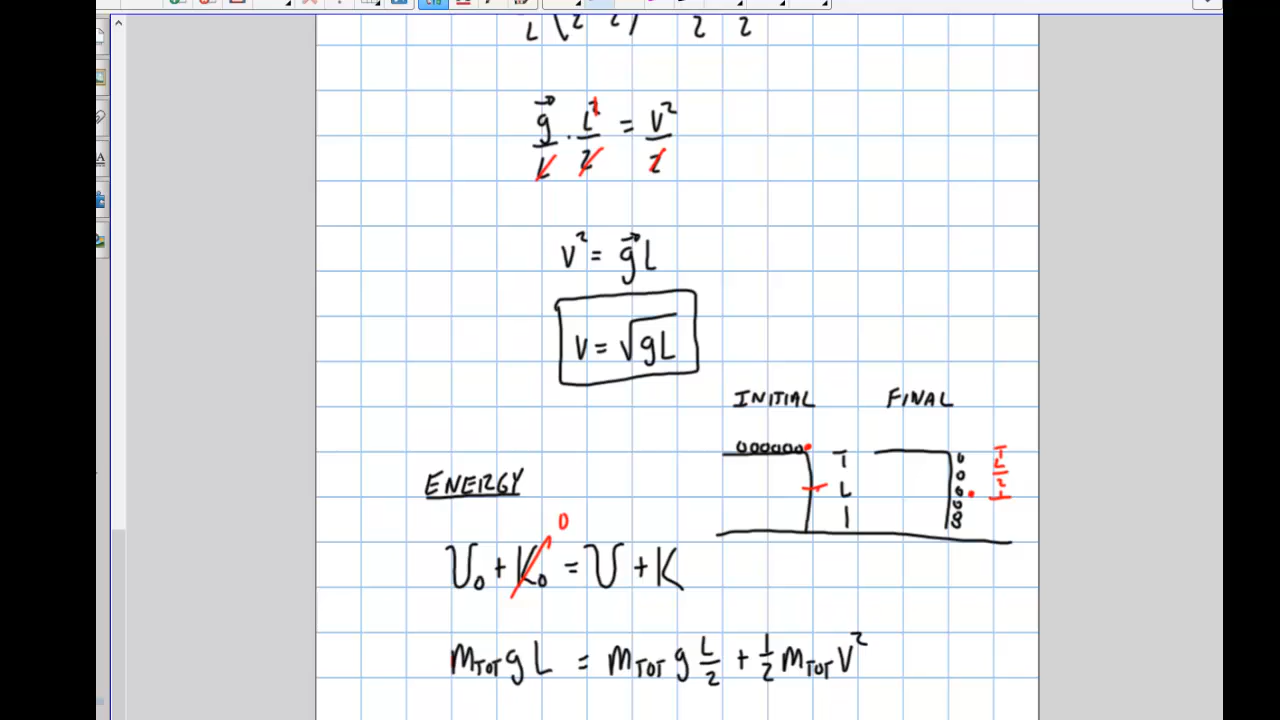 g/L · L²/2 = V²/2
V² = gL
V = √gL
INITIAL FINAL
L
L/2
ENERGY
0
U₀ + K₀ = U + K
m_TOT g L = m_TOT g L/2 + 1/2 m_TOT V²